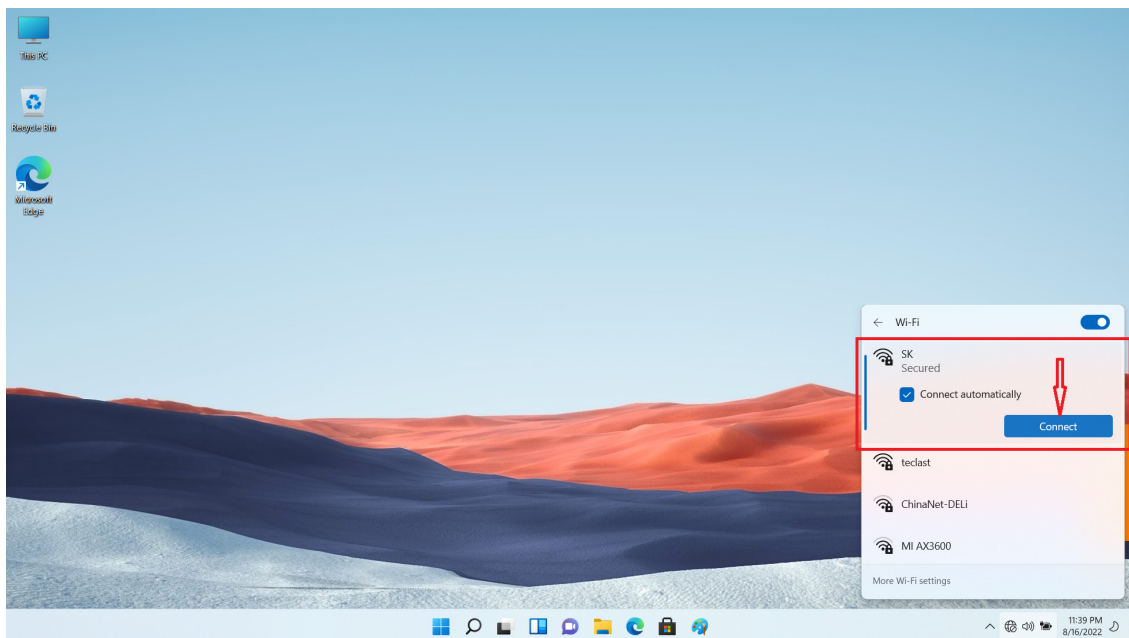 This PC
Recycle Bin
Microsoft
Edge
Wi-Fi
SK
Secured
Connect automatically
Connect
teclast
ChinaNet-DELi
MI AX3600
More Wi-Fi settings
11:39 PM
8/16/2022